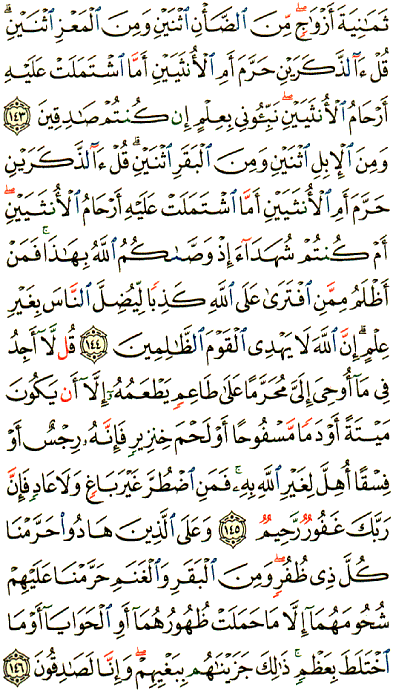 ثَمَٰنِيَةَ أَزْوَٰجٍۖ مِّنَ ٱلضَّأْنِ ٱثْنَيْنِ وَمِنَ ٱلْمَعْزِ ٱثْنَيْنِۗ
قُلْ ءَآلذَّكَرَيْنِ حَرَّمَ أَمِ ٱلْأُنثَيَيْنِ أَمَّا ٱشْتَمَلَتْ عَلَيْهِ
أَرْحَامُ ٱلْأُنثَيَيْنِۖ نَبِّـُٔونِى بِعِلْمٍ إِن كُنتُمْ صَٰدِقِينَ ١٤٣
وَمِنَ ٱلْإِبِلِ ٱثْنَيْنِ وَمِنَ ٱلْبَقَرِ ٱثْنَيْنِۗ قُلْ ءَآلذَّكَرَيْنِ
حَرَّمَ أَمِ ٱلْأُنثَيَيْنِ أَمَّا ٱشْتَمَلَتْ عَلَيْهِ أَرْحَامُ ٱلْأُنثَيَيْنِۖ
أَمْ كُنتُمْ شُهَدَآءَ إِذْ وَصَّىٰكُمُ ٱللَّهُ بِهَٰذَاۚ فَمَنْ
أَظْلَمُ مِمَّنِ ٱفْتَرَىٰ عَلَى ٱللَّهِ كَذِبًا لِّيُضِلَّ ٱلنَّاسَ بِغَيْرِ
عِلْمٍۗ إِنَّ ٱللَّهَ لَا يَهْدِى ٱلْقَوْمَ ٱلظَّٰلِمِينَ ١٤٤ قُل لَّآ أَجِدُ
فِى مَآ أُوحِىَ إِلَىَّ مُحَرَّمًا عَلَىٰ طَاعِمٍ يَطْعَمُهُۥٓ إِلَّآ أَن يَكُونَ
مَيْتَةً أَوْ دَمًا مَّسْفُوحًا أَوْ لَحْمَ خِنزِيرٍ فَإِنَّهُۥ رِجْسٌ أَوْ
فِسْقًا أُهِلَّ لِغَيْرِ ٱللَّهِ بِهِۦۚ فَمَنِ ٱضْطُرَّ غَيْرَ بَاغٍ وَلَا عَادٍ فَإِنَّ
رَبَّكَ غَفُورٌ رَّحِيمٌ ١٤٥ وَعَلَى ٱلَّذِينَ هَادُوا۟ حَرَّمْنَا
كُلَّ ذِى ظُفُرٍۖ وَمِنَ ٱلْبَقَرِ وَٱلْغَنَمِ حَرَّمْنَا عَلَيْهِمْ
شُحُومَهُمَآ إِلَّا مَا حَمَلَتْ ظُهُورُهُمَآ أَوِ ٱلْحَوَايَآ أَوْ مَا
ٱخْتَلَطَ بِعَظْمٍۚ ذَٰلِكَ جَزَيْنَٰهُم بِبَغْيِهِمْۖ وَإِنَّا لَصَٰدِقُونَ ١٤٦